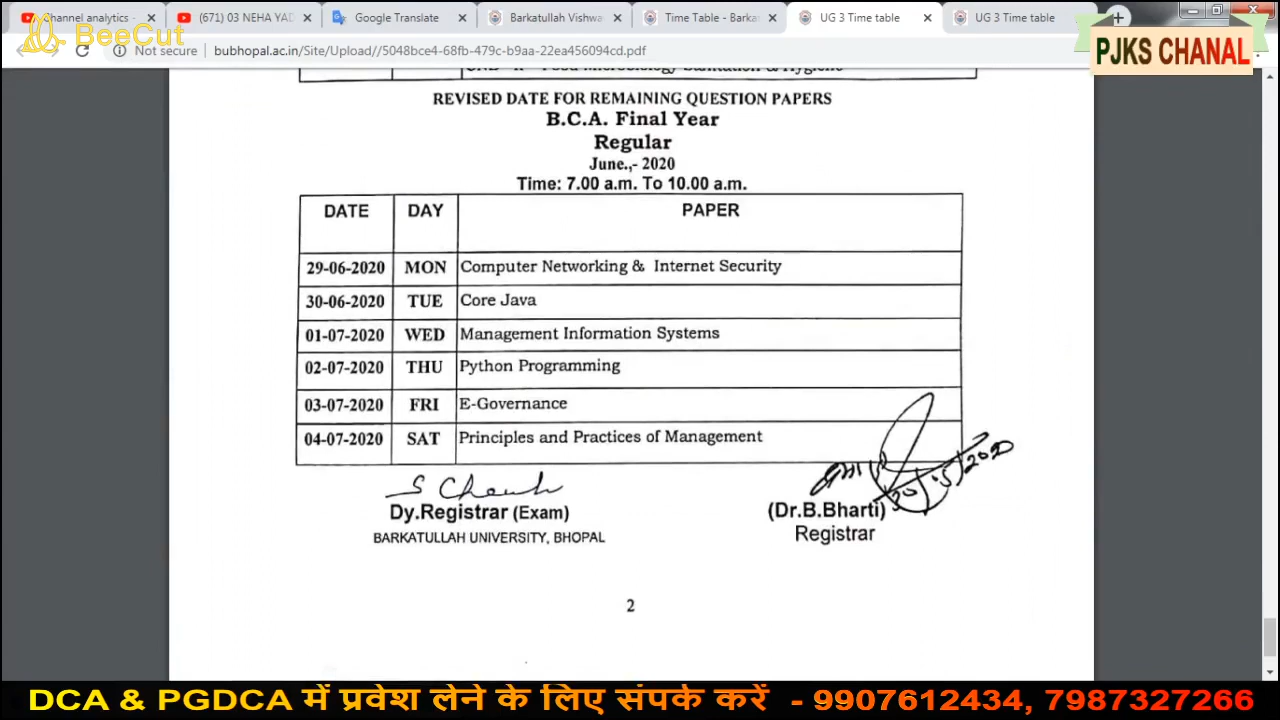 Channel analytics -
(671) 03 NEHA YAD
Google Translate
Barkatullah Vishwa
Time Table - Barka
UG 3 Time table
UG 3 Time table
BeeCut
Not secure
bubhopal.ac.in/Site/Upload//5048bce4-68fb-479c-b9aa-22ea456094cd.pdf
PJKS CHANAL
REVISED DATE FOR REMAINING QUESTION PAPERS
B.C.A. Final Year
Regular
June.,- 2020
Time: 7.00 a.m. To 10.00 a.m.
DATE DAY PAPER
29-06-2020 MON Computer Networking & Internet Security
30-06-2020 TUE Core Java
01-07-2020 WED Management Information Systems
02-07-2020 THU Python Programming
03-07-2020 FRI E-Governance
04-07-2020 SAT Principles and Practices of Management
Dy.Registrar (Exam)
BARKATULLAH UNIVERSITY, BHOPAL
(Dr.B.Bharti)
Registrar
2
DCA & PGDCA में प्रवेश लेने के लिए संपर्क करें - 9907612434, 7987327266